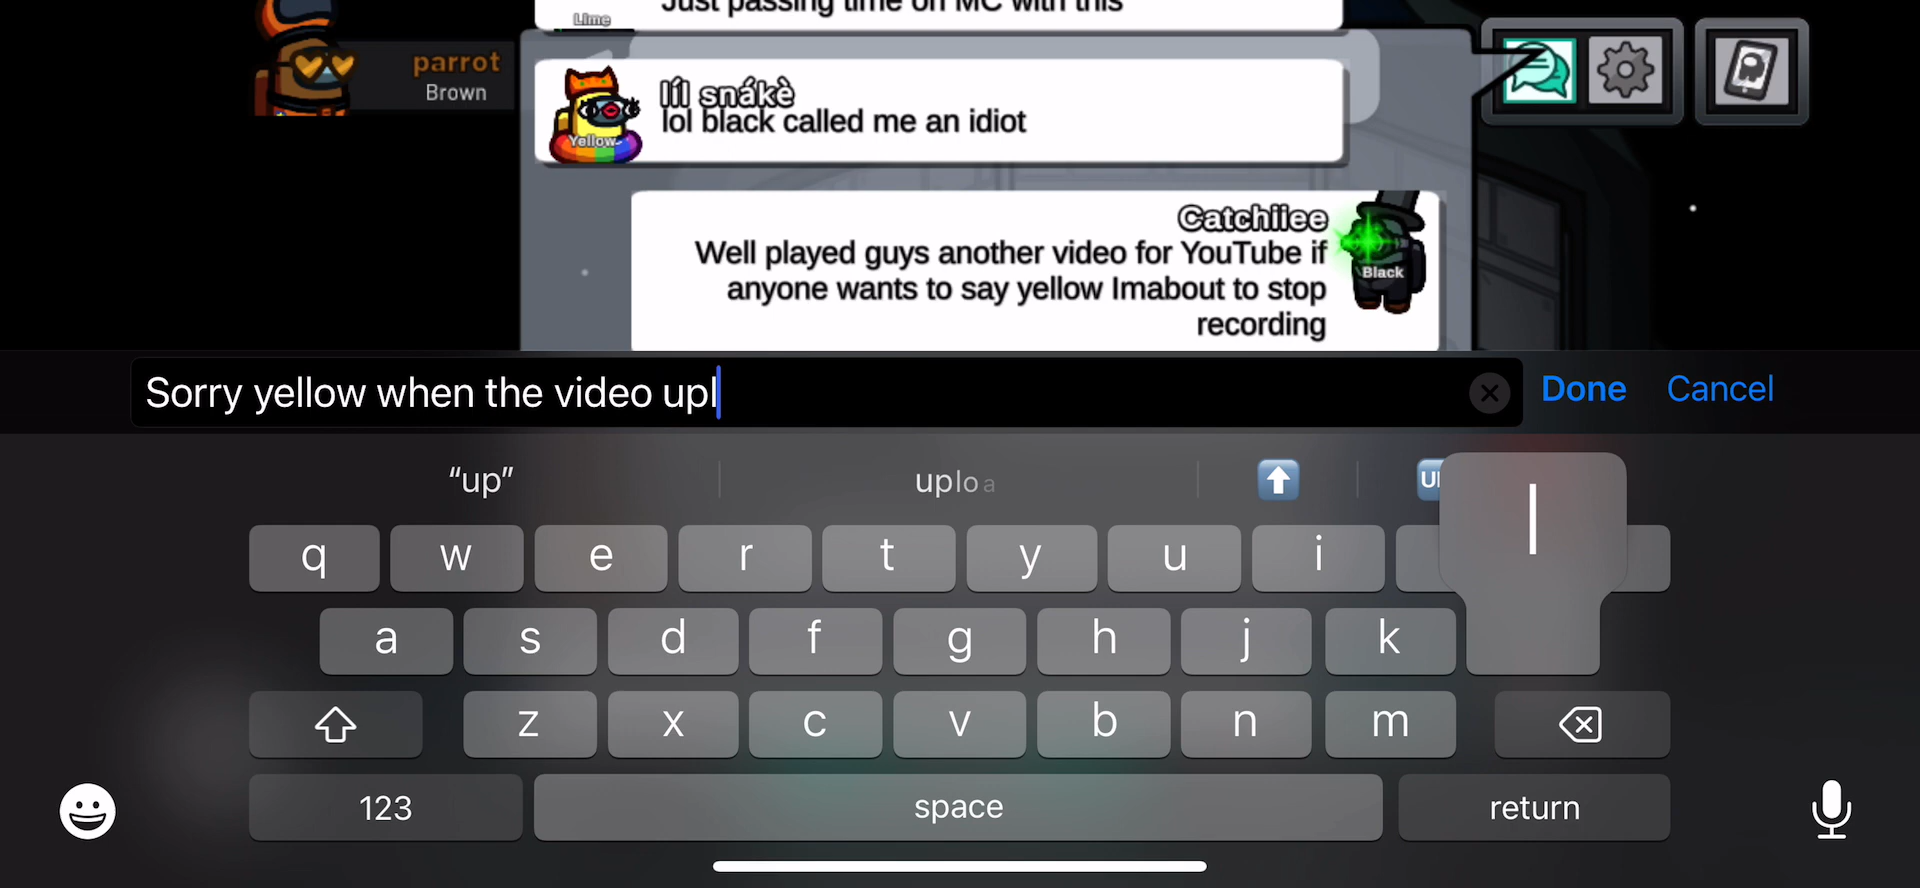 Just passing time on MC with this
Lime
parrot
Brown
líl snákè
lol black called me an idiot
Yellow
Catchiiee
Well played guys another video for YouTube if
anyone wants to say yellow Imabout to stop
recording
Black
Sorry yellow when the video upl
Done
Cancel
“up”
uploa
q w e r t y u i
l
a s d f g h j k
z x c v b n m
123
space
return